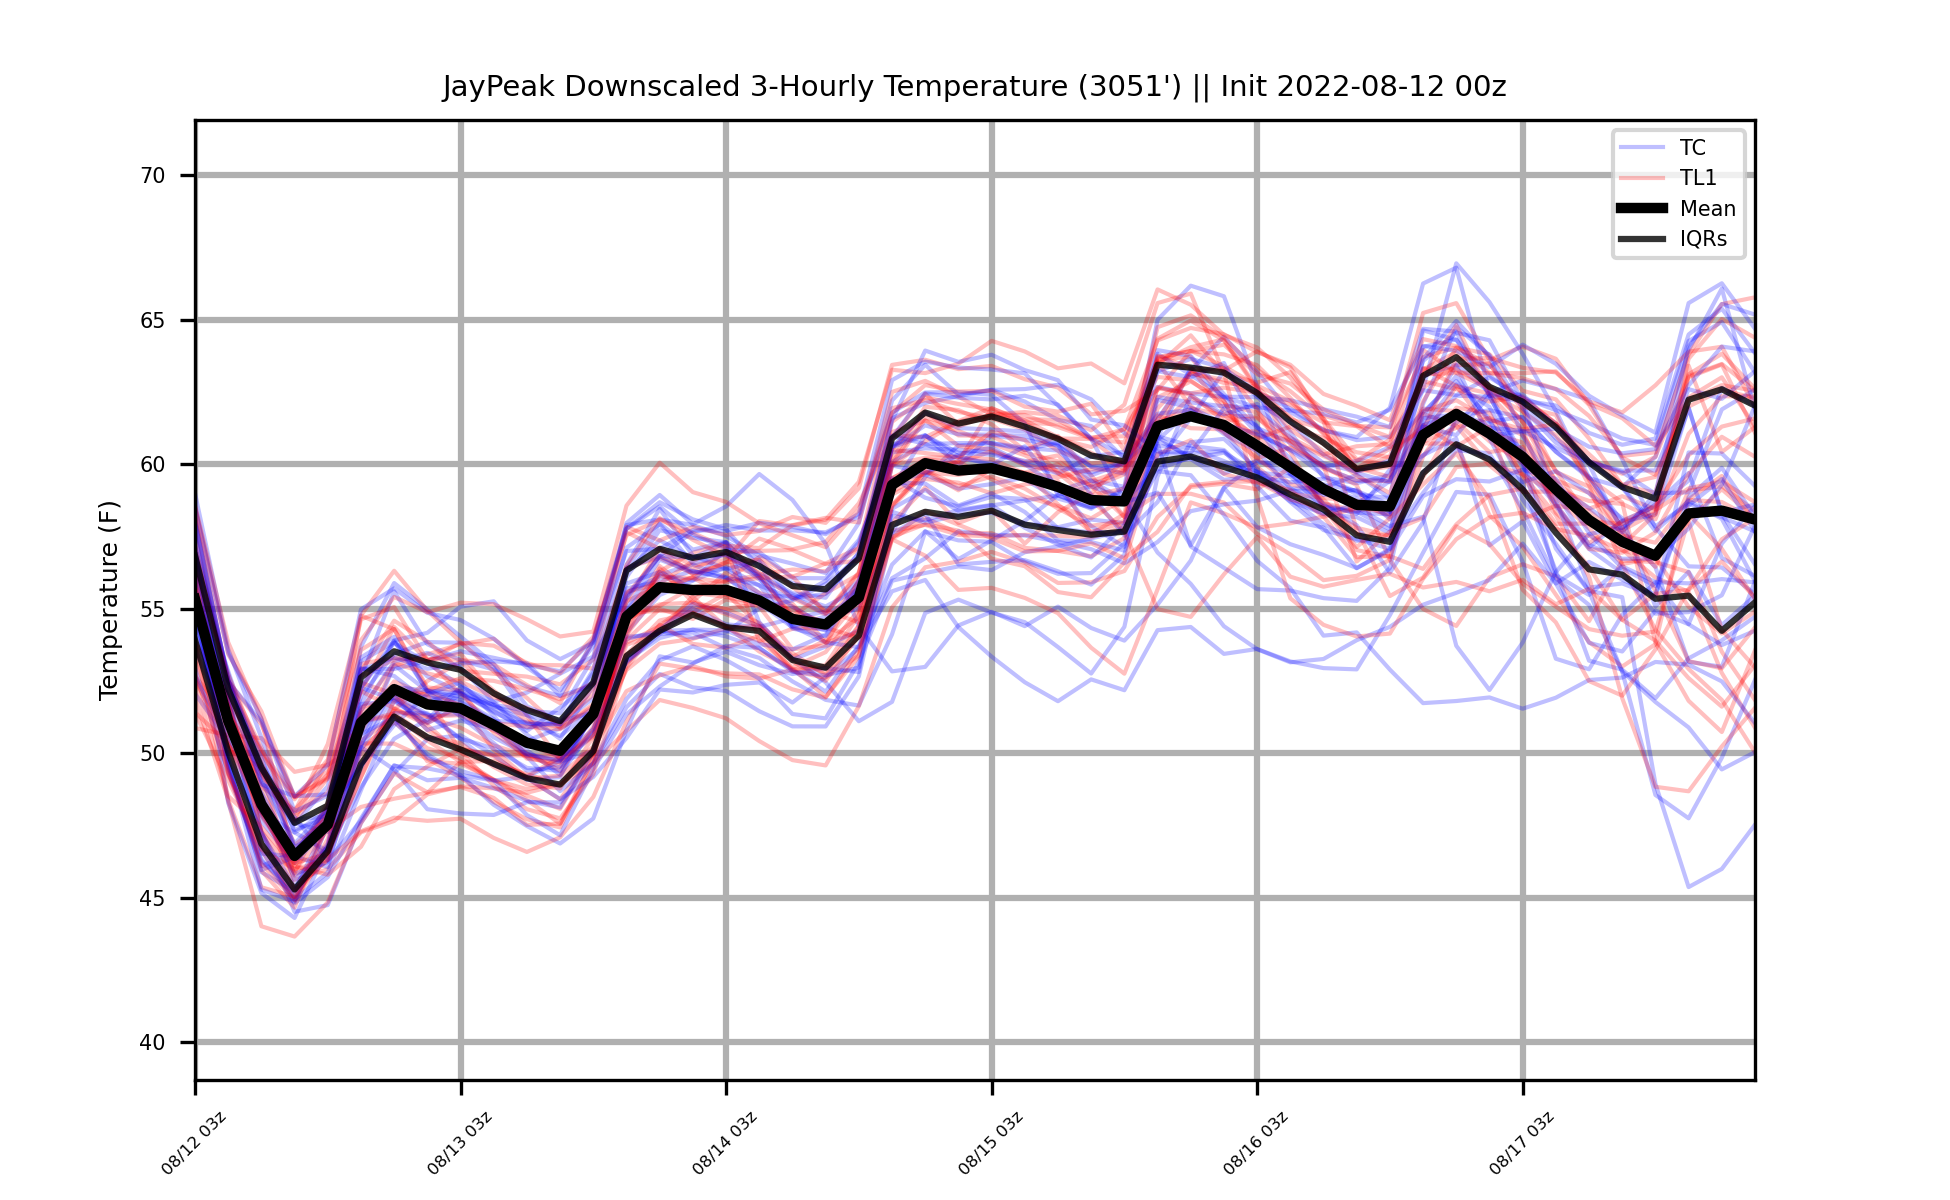 JayPeak Downscaled 3-Hourly Temperature (3051') || Init 2022-08-12 00z
TC
TL1
Mean
IQRs
Temperature (F)
70
65
60
55
50
45
40
08/12 03z
08/13 03z
08/14 03z
08/15 03z
08/16 03z
08/17 03z